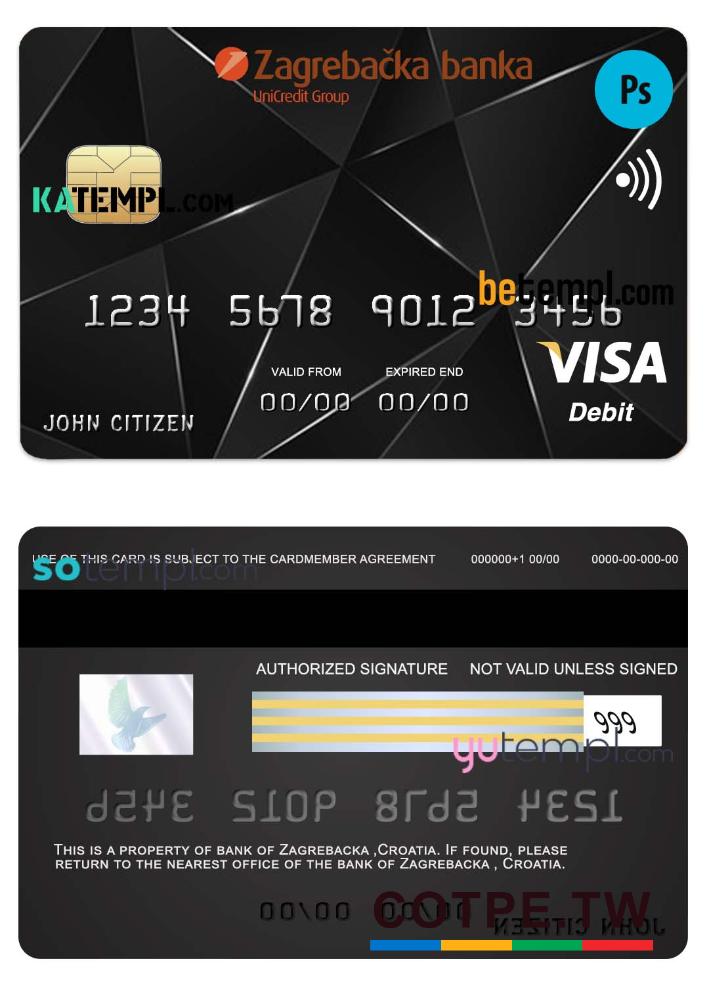 Zagrebačka banka
UniCredit Group
Ps
KATEMPL.COM
betempl.com
1234 5678 9012 3456
VALID FROM EXPIRED END
00/00 00/00
VISA
Debit
JOHN CITIZEN
USE OF THIS CARD IS SUBJECT TO THE CARDMEMBER AGREEMENT 000000+1 00/00 0000-00-000-00
sotempl.com
AUTHORIZED SIGNATURE NOT VALID UNLESS SIGNED
999
yutempl.com
1234 5678 9012 3456
THIS IS A PROPERTY OF BANK OF ZAGREBACKA ,CROATIA. IF FOUND, PLEASE
RETURN TO THE NEAREST OFFICE OF THE BANK OF ZAGREBACKA , CROATIA.
00/00 00/00
COTPE.TW
JOHN CITIZEN